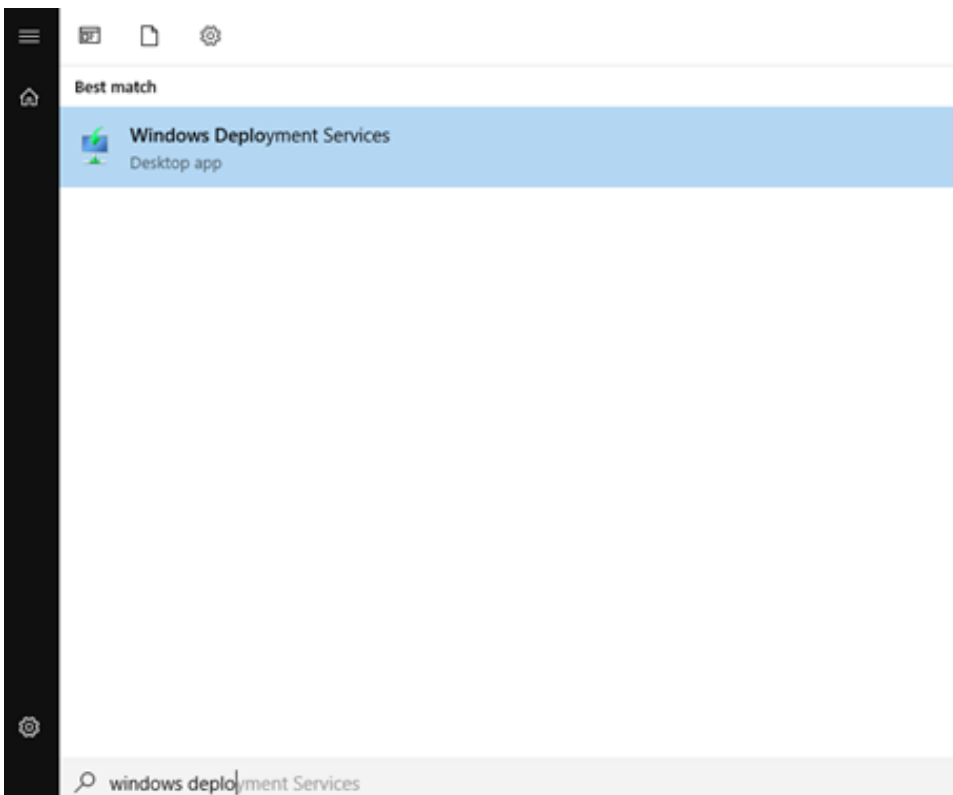 Best match
Windows Deployment Services
Desktop app
windows deployment Services